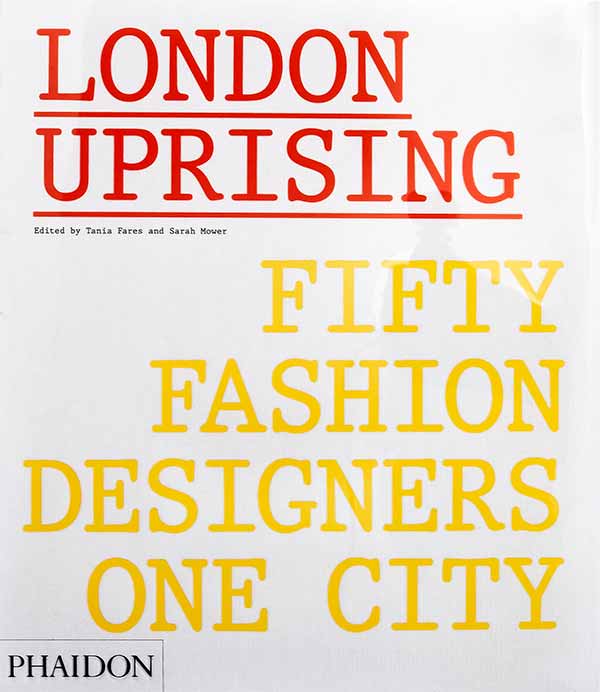 LONDON
UPRISING
Edited by Tania Fares and Sarah Mower
FIFTY
FASHION
DESIGNERS
ONE CITY
PHAIDON